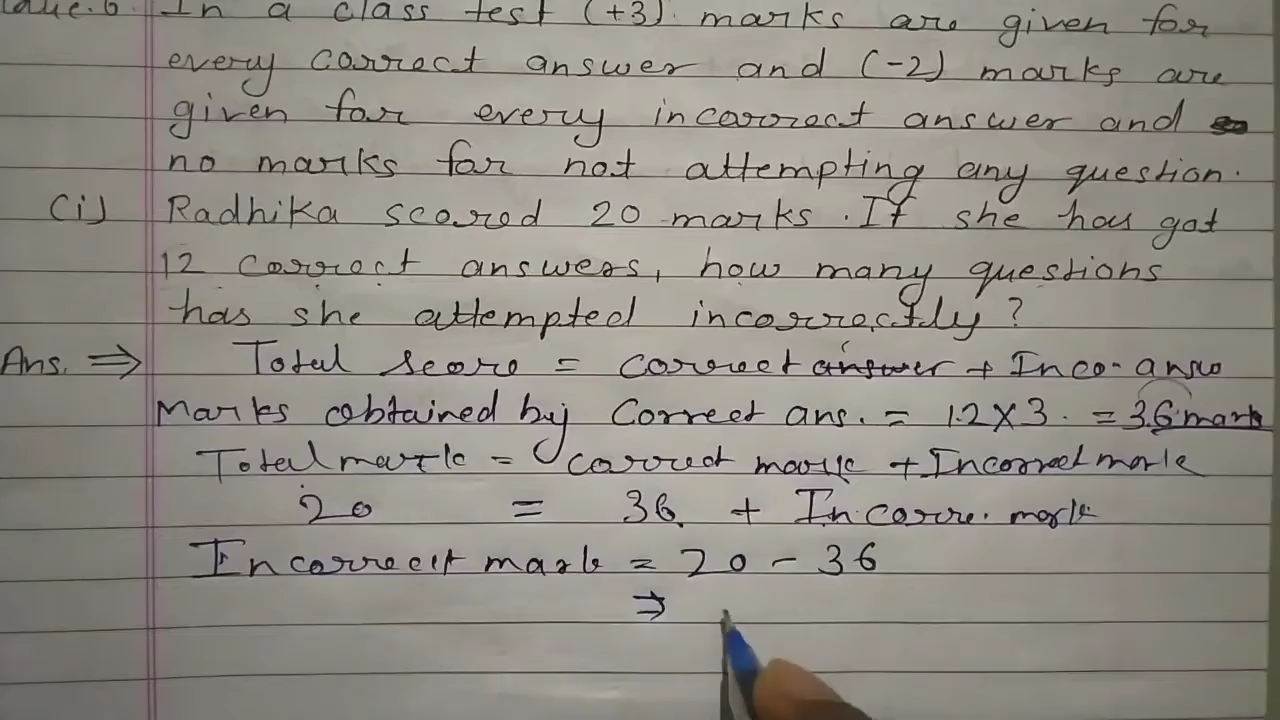 In a class test (+3) marks are given for
every correct answer and (-2) marks are
given for every incorrect answer and
no marks for not attempting any question.
(i) Radhika scored 20 marks. If she has got
12 correct answers, how many questions
has she attempted incorrectly?
Ans. ⇒ Total score = correct answer + Inco. answ
Marks obtained by Correct ans. = 12×3. = 36 mark
Total mark = correct mark + Incorrect mark
20 = 36 + Incorre. mark
Incorrect mark = 20 - 36
⇒